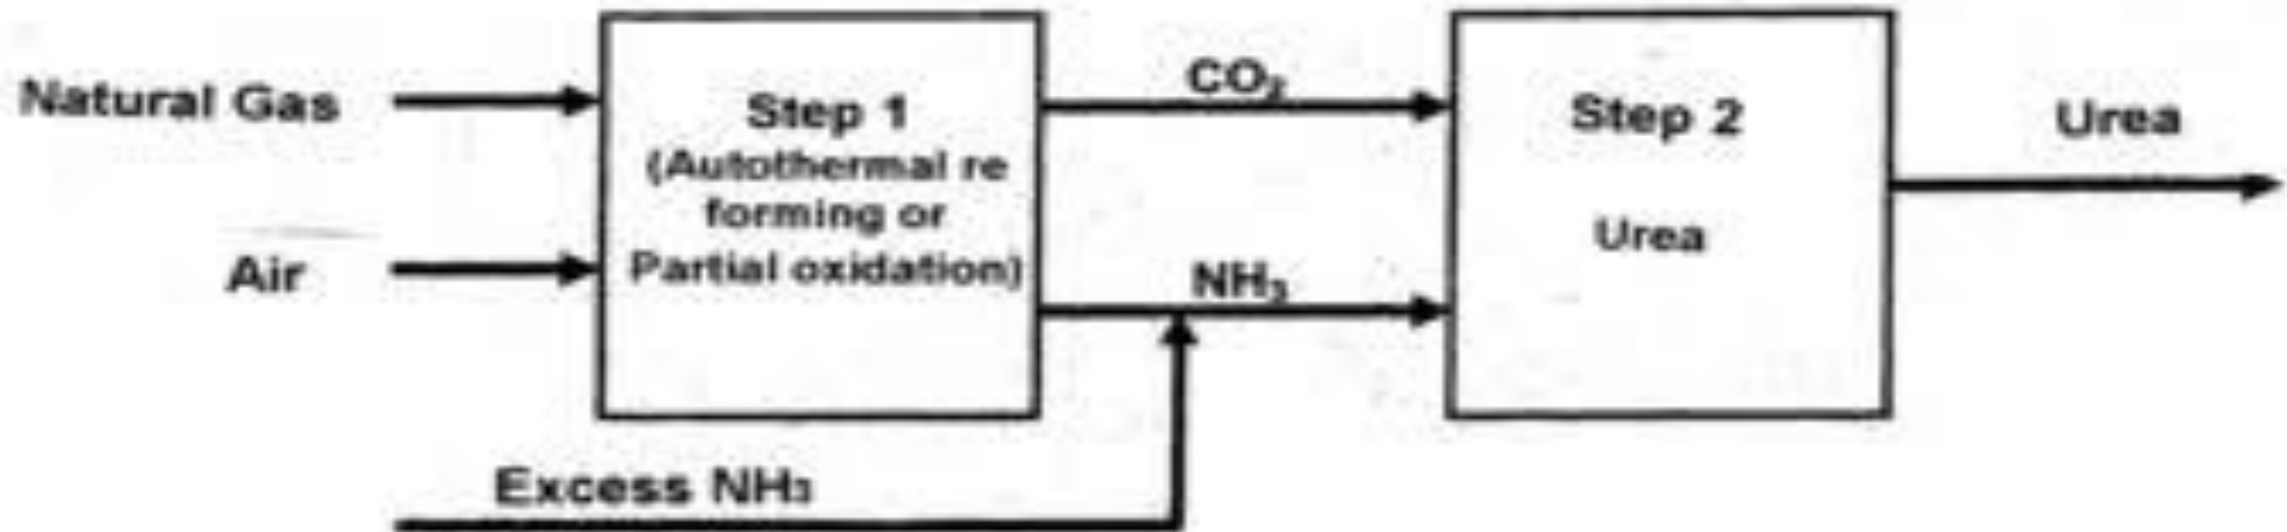 Natural Gas
Air
Step 1
(Autothermal re
forming or
Partial oxidation)
CO₂
NH₃
Excess NH₃
Step 2
Urea
Urea